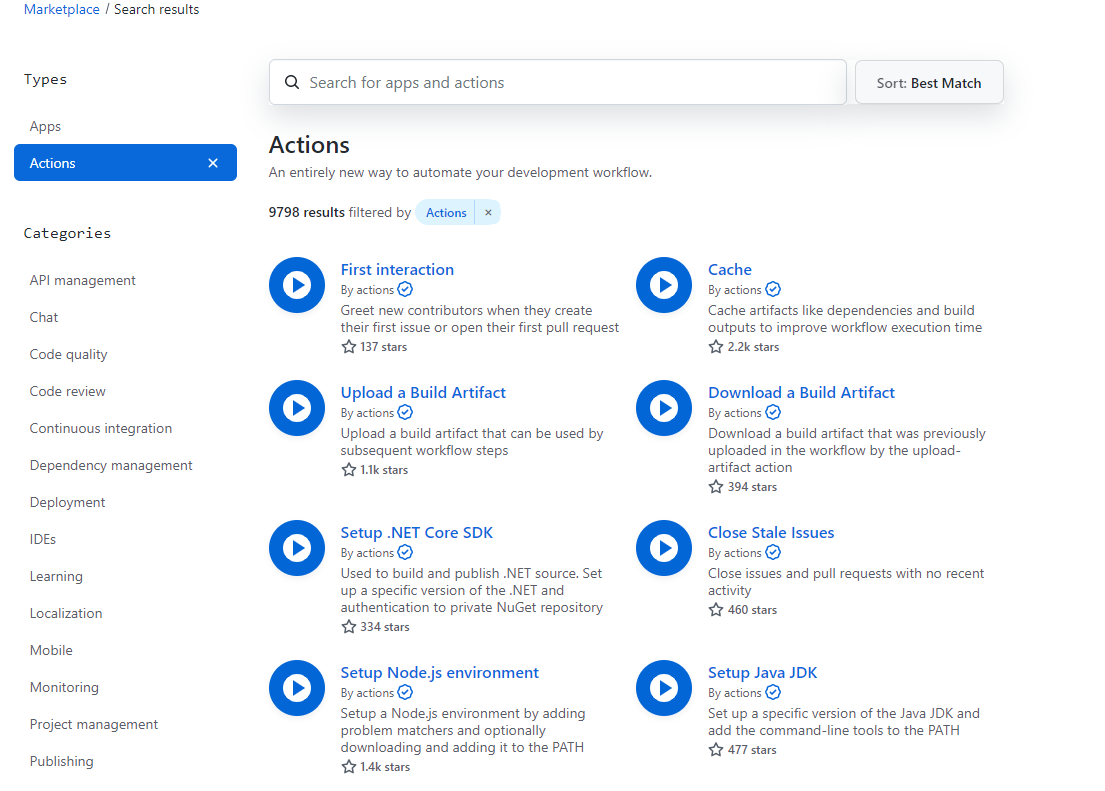 Marketplace / Search results
Types
Apps
Actions ×
Categories
API management
Chat
Code quality
Code review
Continuous integration
Dependency management
Deployment
IDEs
Learning
Localization
Mobile
Monitoring
Project management
Publishing
Search for apps and actions
Sort: Best Match
Actions
An entirely new way to automate your development workflow.
9798 results filtered by Actions ×
First interaction
By actions
Greet new contributors when they create
their first issue or open their first pull request
137 stars
Cache
By actions
Cache artifacts like dependencies and build
outputs to improve workflow execution time
2.2k stars
Upload a Build Artifact
By actions
Upload a build artifact that can be used by
subsequent workflow steps
1.1k stars
Download a Build Artifact
By actions
Download a build artifact that was previously
uploaded in the workflow by the upload-
artifact action
394 stars
Setup .NET Core SDK
By actions
Used to build and publish .NET source. Set
up a specific version of the .NET and
authentication to private NuGet repository
334 stars
Close Stale Issues
By actions
Close issues and pull requests with no recent
activity
460 stars
Setup Node.js environment
By actions
Setup a Node.js environment by adding
problem matchers and optionally
downloading and adding it to the PATH
1.4k stars
Setup Java JDK
By actions
Set up a specific version of the Java JDK and
add the command-line tools to the PATH
477 stars